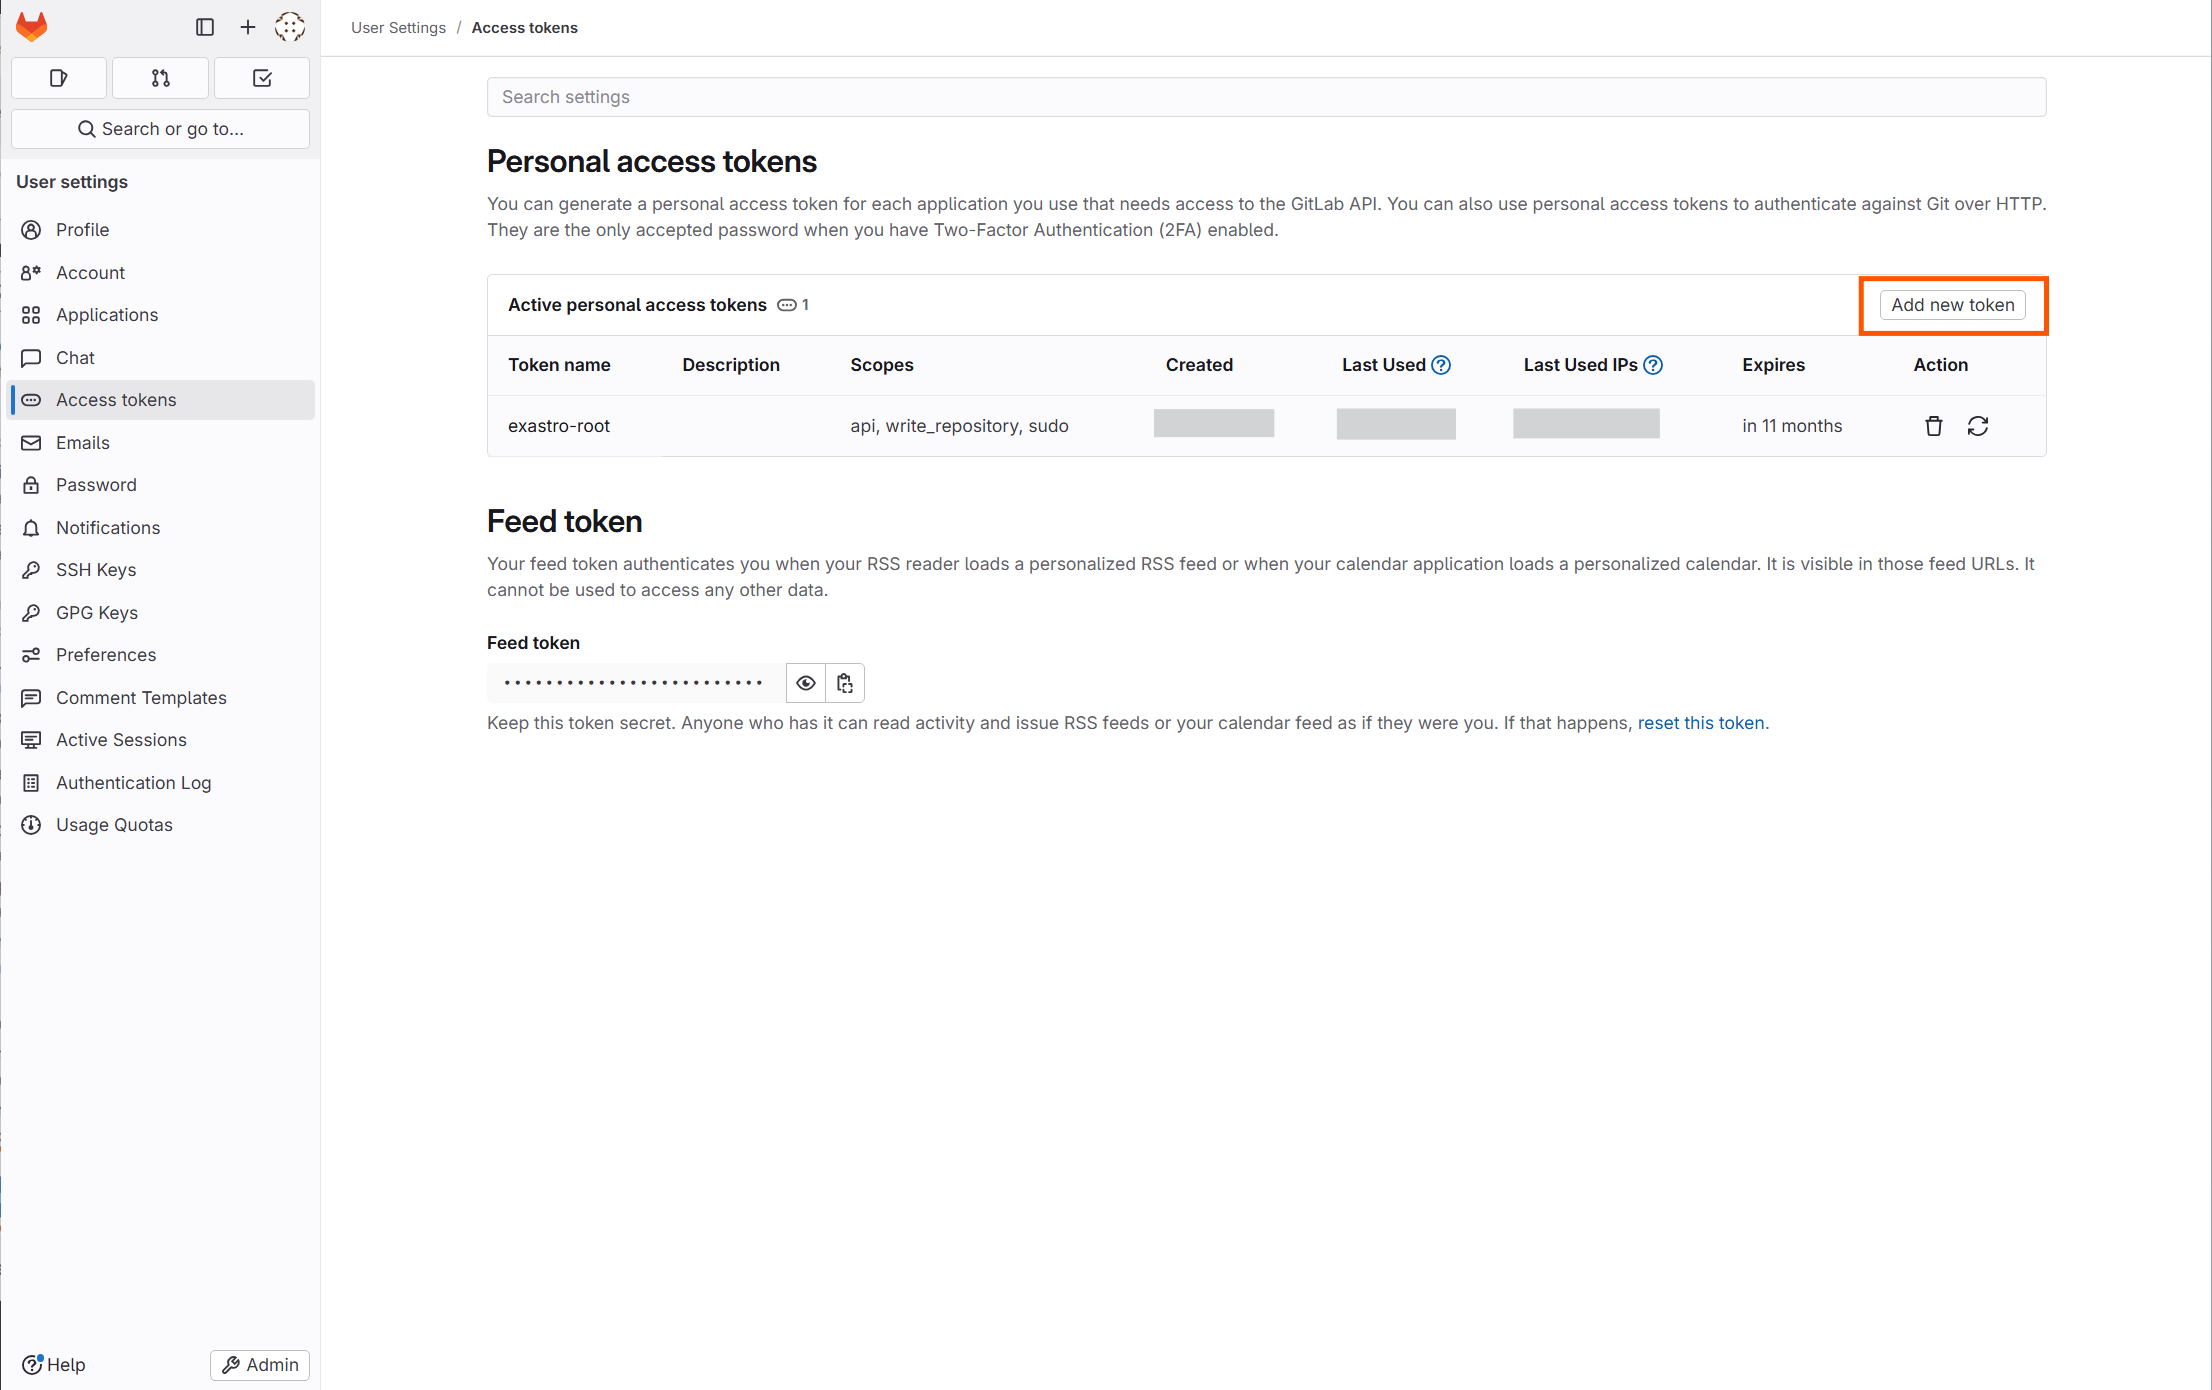 User Settings / Access tokens
Search or go to...
User settings
Profile
Account
Applications
Chat
Access tokens
Emails
Password
Notifications
SSH Keys
GPG Keys
Preferences
Comment Templates
Active Sessions
Authentication Log
Usage Quotas
Help
Admin
Search settings
Personal access tokens
You can generate a personal access token for each application you use that needs access to the GitLab API. You can also use personal access tokens to authenticate against Git over HTTP.
They are the only accepted password when you have Two-Factor Authentication (2FA) enabled.
Active personal access tokens 1
Add new token
Token name Description Scopes Created Last Used Last Used IPs Expires Action
exastro-root api, write_repository, sudo in 11 months
Feed token
Your feed token authenticates you when your RSS reader loads a personalized RSS feed or when your calendar application loads a personalized calendar. It is visible in those feed URLs. It
cannot be used to access any other data.
Feed token
Keep this token secret. Anyone who has it can read activity and issue RSS feeds or your calendar feed as if they were you. If that happens, reset this token.